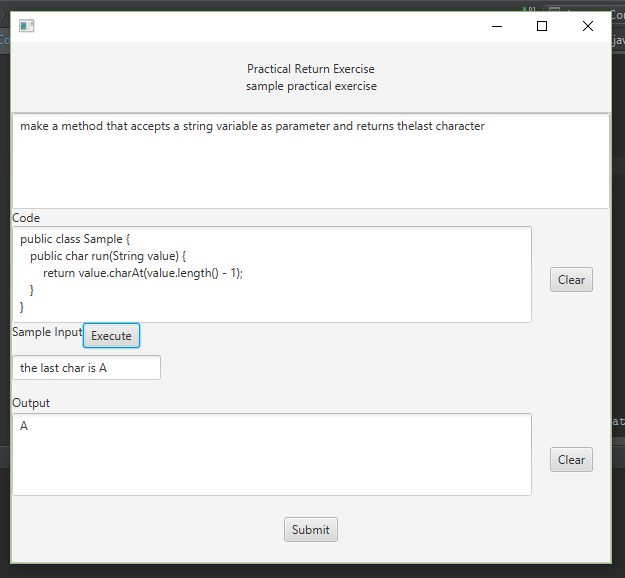 Practical Return Exercise
sample practical exercise
make a method that accepts a string variable as parameter and returns thelast character
Code
public class Sample {
public char run(String value) {
return value.charAt(value.length() - 1);
}
}
Clear
Sample Input
Execute
the last char is A
Output
A
Clear
Submit